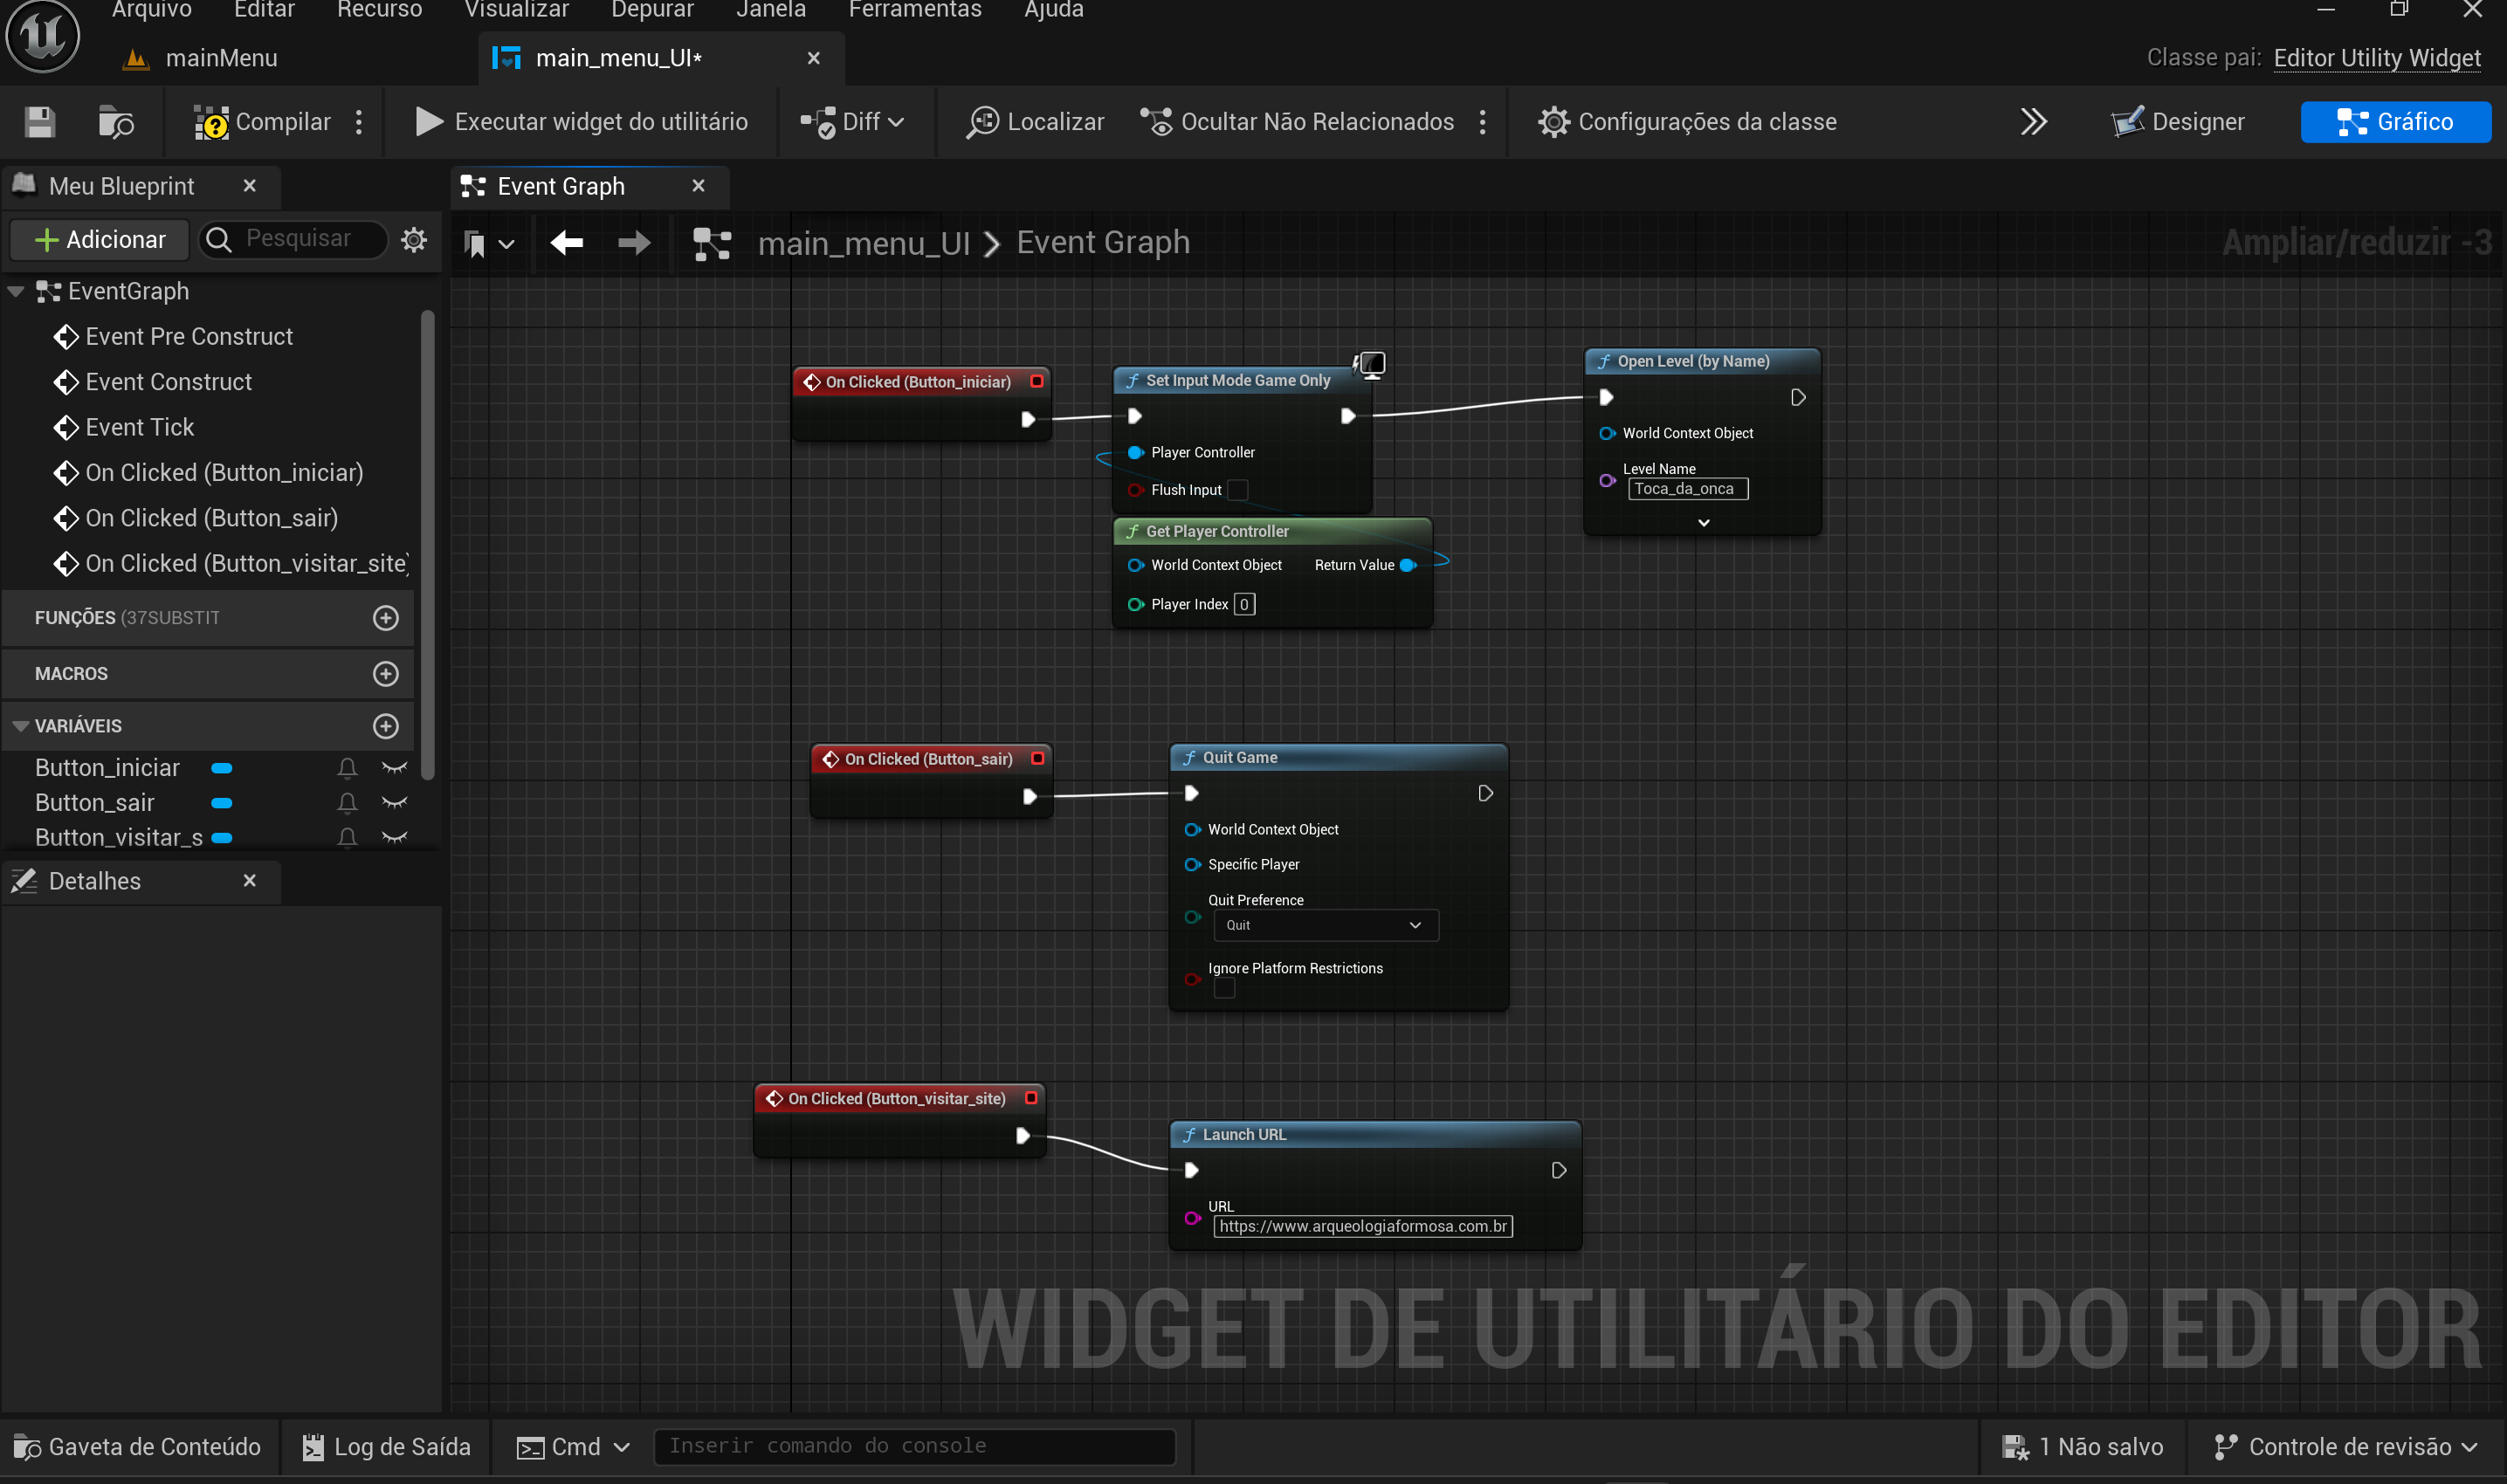 Arquivo Editar Recurso Visualizar Depurar Janela Ferramentas Ajuda
mainMenu main_menu_UI* Classe pai: Editor Utility Widget
Compilar Executar widget do utilitário Diff Localizar Ocultar Não Relacionados Configurações da classe Designer Gráfico
Meu Blueprint
Adicionar Pesquisar
EventGraph
Event Pre Construct
Event Construct
Event Tick
On Clicked (Button_iniciar)
On Clicked (Button_sair)
On Clicked (Button_visitar_site)
FUNÇÕES (37SUBSTIT
MACROS
VARIÁVEIS
Button_iniciar
Button_sair
Button_visitar_s
Detalhes
Event Graph
main_menu_UI > Event Graph
Ampliar/reduzir -3
On Clicked (Button_iniciar)
Set Input Mode Game Only
Player Controller
Flush Input
Get Player Controller
World Context Object Return Value
Player Index 0
Open Level (by Name)
World Context Object
Level Name
Toca_da_onca
On Clicked (Button_sair)
Quit Game
World Context Object
Specific Player
Quit Preference
Quit
Ignore Platform Restrictions
On Clicked (Button_visitar_site)
Launch URL
URL
https://www.arqueologiaformosa.com.br
WIDGET DE UTILITÁRIO DO EDITOR
Gaveta de Conteúdo Log de Saída Cmd Inserir comando do console 1 Não salvo Controle de revisão